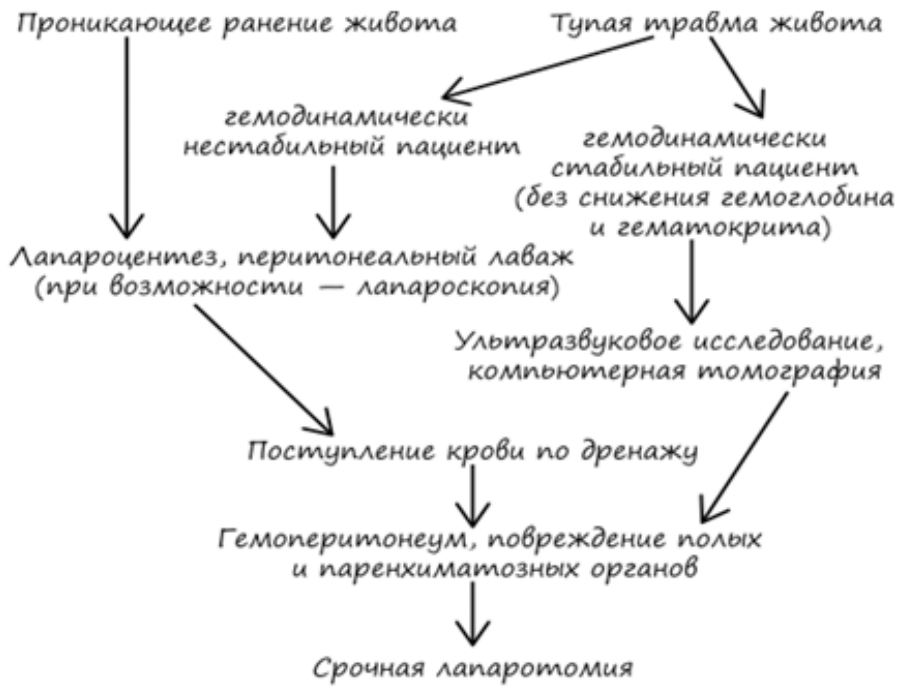 Проникающее ранение живота
Тупая травма живота
гемодинамически
нестабильный пациент
гемодинамически
стабильный пациент
(без снижения гемоглобина
и гематокрита)
Лапароцентез, перитонеальный лаваж
(при возможности — лапароскопия)
Ультразвуковое исследование,
компьютерная томография
Поступление крови по дренажу
Гемоперитонеум, повреждение полых
и паренхиматозных органов
Срочная лапаротомия